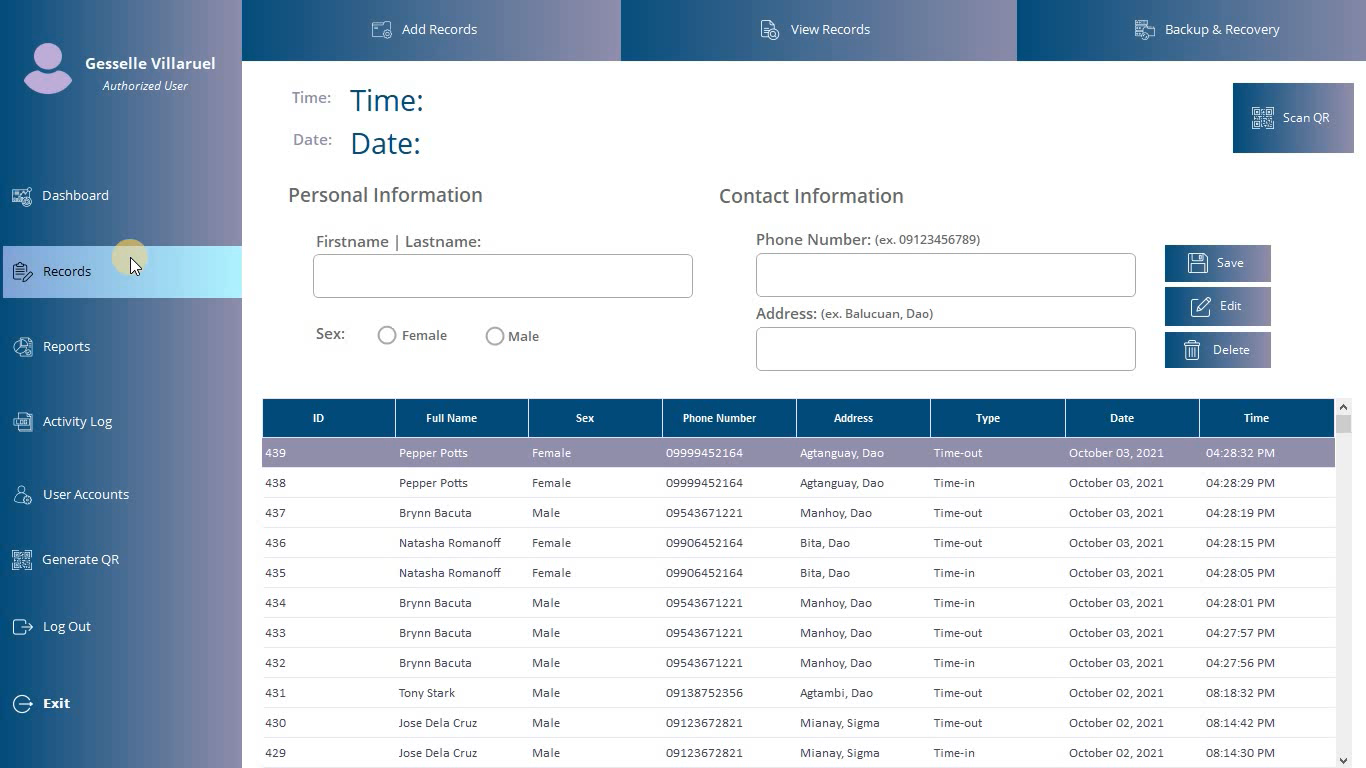 Gesselle Villaruel
Authorized User
Dashboard
Records
Reports
Activity Log
User Accounts
Generate QR
Log Out
Exit
Add Records
View Records
Backup & Recovery
Time: Time:
Date: Date:
Scan QR
Personal Information
Firstname | Lastname:
Sex: Female Male
Contact Information
Phone Number: (ex. 09123456789)
Address: (ex. Balucuan, Dao)
Save
Edit
Delete
ID Full Name Sex Phone Number Address Type Date Time
439 Pepper Potts Female 09999452164 Agtanguay, Dao Time-out October 03, 2021 04:28:32 PM
438 Pepper Potts Female 09999452164 Agtanguay, Dao Time-in October 03, 2021 04:28:29 PM
437 Brynn Bacuta Male 09543671221 Manhoy, Dao Time-out October 03, 2021 04:28:19 PM
436 Natasha Romanoff Female 09906452164 Bita, Dao Time-out October 03, 2021 04:28:15 PM
435 Natasha Romanoff Female 09906452164 Bita, Dao Time-in October 03, 2021 04:28:05 PM
434 Brynn Bacuta Male 09543671221 Manhoy, Dao Time-in October 03, 2021 04:28:01 PM
433 Brynn Bacuta Male 09543671221 Manhoy, Dao Time-out October 03, 2021 04:27:57 PM
432 Brynn Bacuta Male 09543671221 Manhoy, Dao Time-in October 03, 2021 04:27:56 PM
431 Tony Stark Male 09138752356 Agtambi, Dao Time-out October 02, 2021 08:18:32 PM
430 Jose Dela Cruz Male 09123672821 Mianay, Sigma Time-out October 02, 2021 08:14:42 PM
429 Jose Dela Cruz Male 09123672821 Mianay, Sigma Time-in October 02, 2021 08:14:30 PM